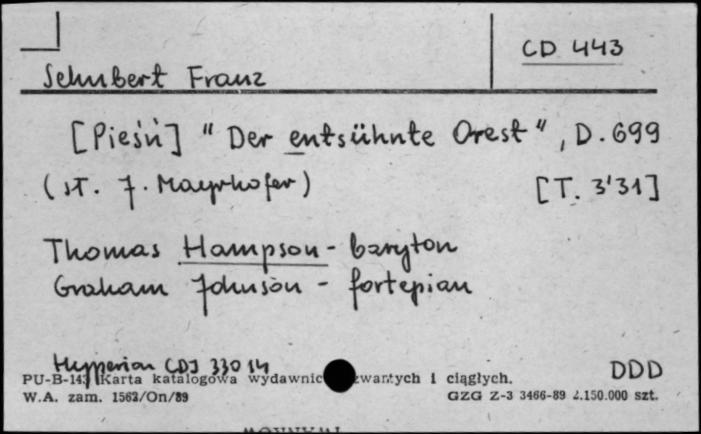 CD 443
Schubert Franz
[Pieśń] "Der entsühnte Orest", D. 699
(sł. J. Mayrhofer) [T. 3'31]
Thomas Hampson - baryton
Graham Johnson - fortepian
Hyperion CDJ 33014 DDD
PU-B-143 Karta katalogowa wydawnic zwartych i ciągłych.
W.A. zam. 1562/On/89 GZG Z-3 3466-89 2.150.000 szt.